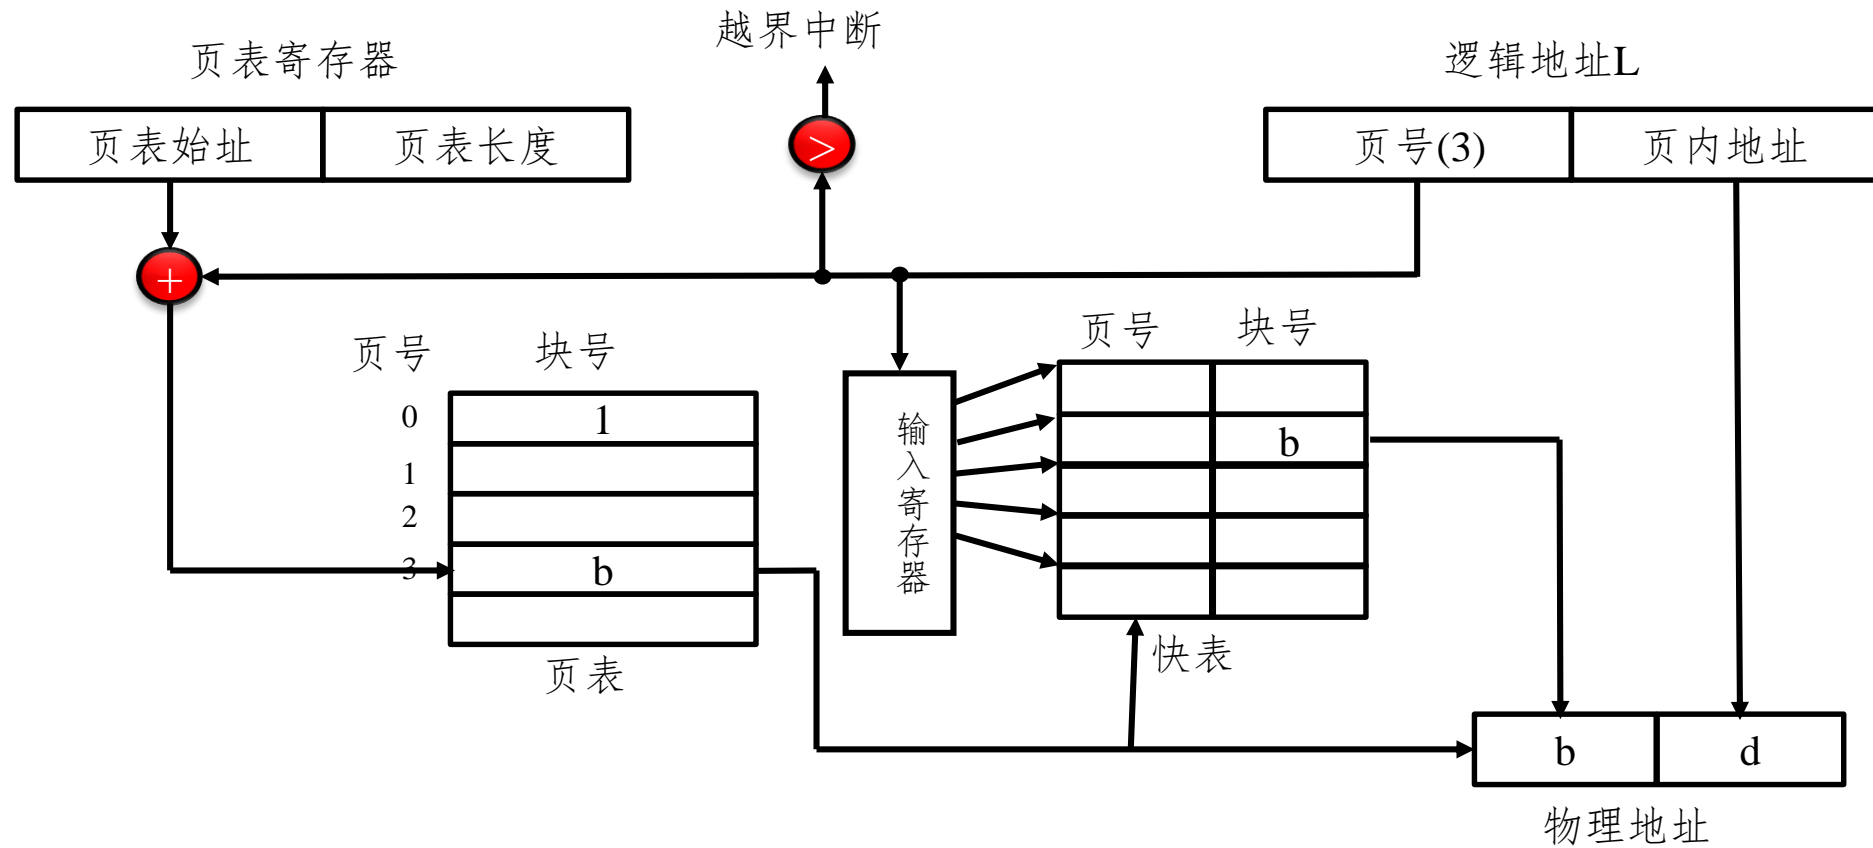 越界中断
页表寄存器
逻辑地址L
页表始址 页表长度
>
页号(3) 页内地址
+
页号 块号
页号 块号
0 1
1
2
3 b
页表
输入寄存器
b
快表
b d
物理地址